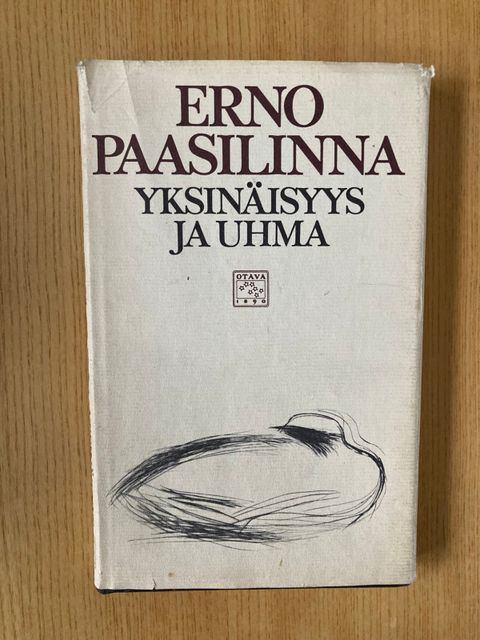 ERNO
PAASILINNA
YKSINÄISYYS
JA UHMA
OTAVA
1890